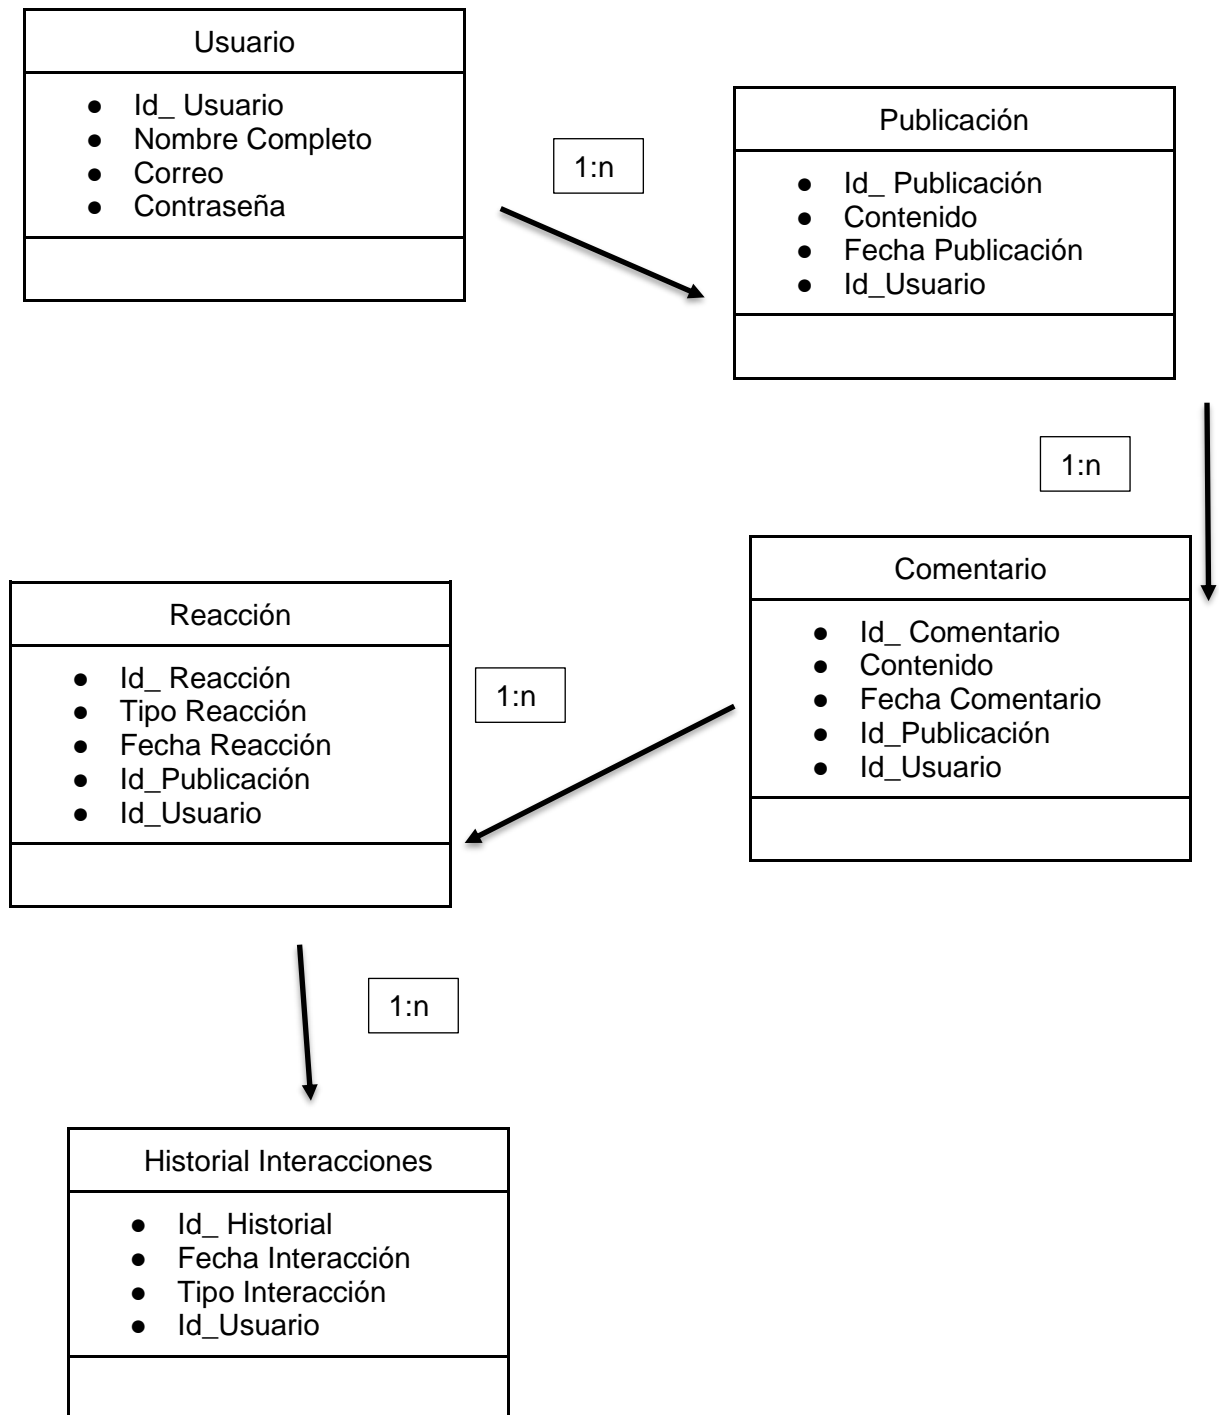 Usuario
● Id_ Usuario
● Nombre Completo
● Correo
● Contraseña
1:n
Publicación
● Id_ Publicación
● Contenido
● Fecha Publicación
● Id_Usuario
1:n
Comentario
● Id_ Comentario
● Contenido
● Fecha Comentario
● Id_Publicación
● Id_Usuario
1:n
Reacción
● Id_ Reacción
● Tipo Reacción
● Fecha Reacción
● Id_Publicación
● Id_Usuario
1:n
Historial Interacciones
● Id_ Historial
● Fecha Interacción
● Tipo Interacción
● Id_Usuario